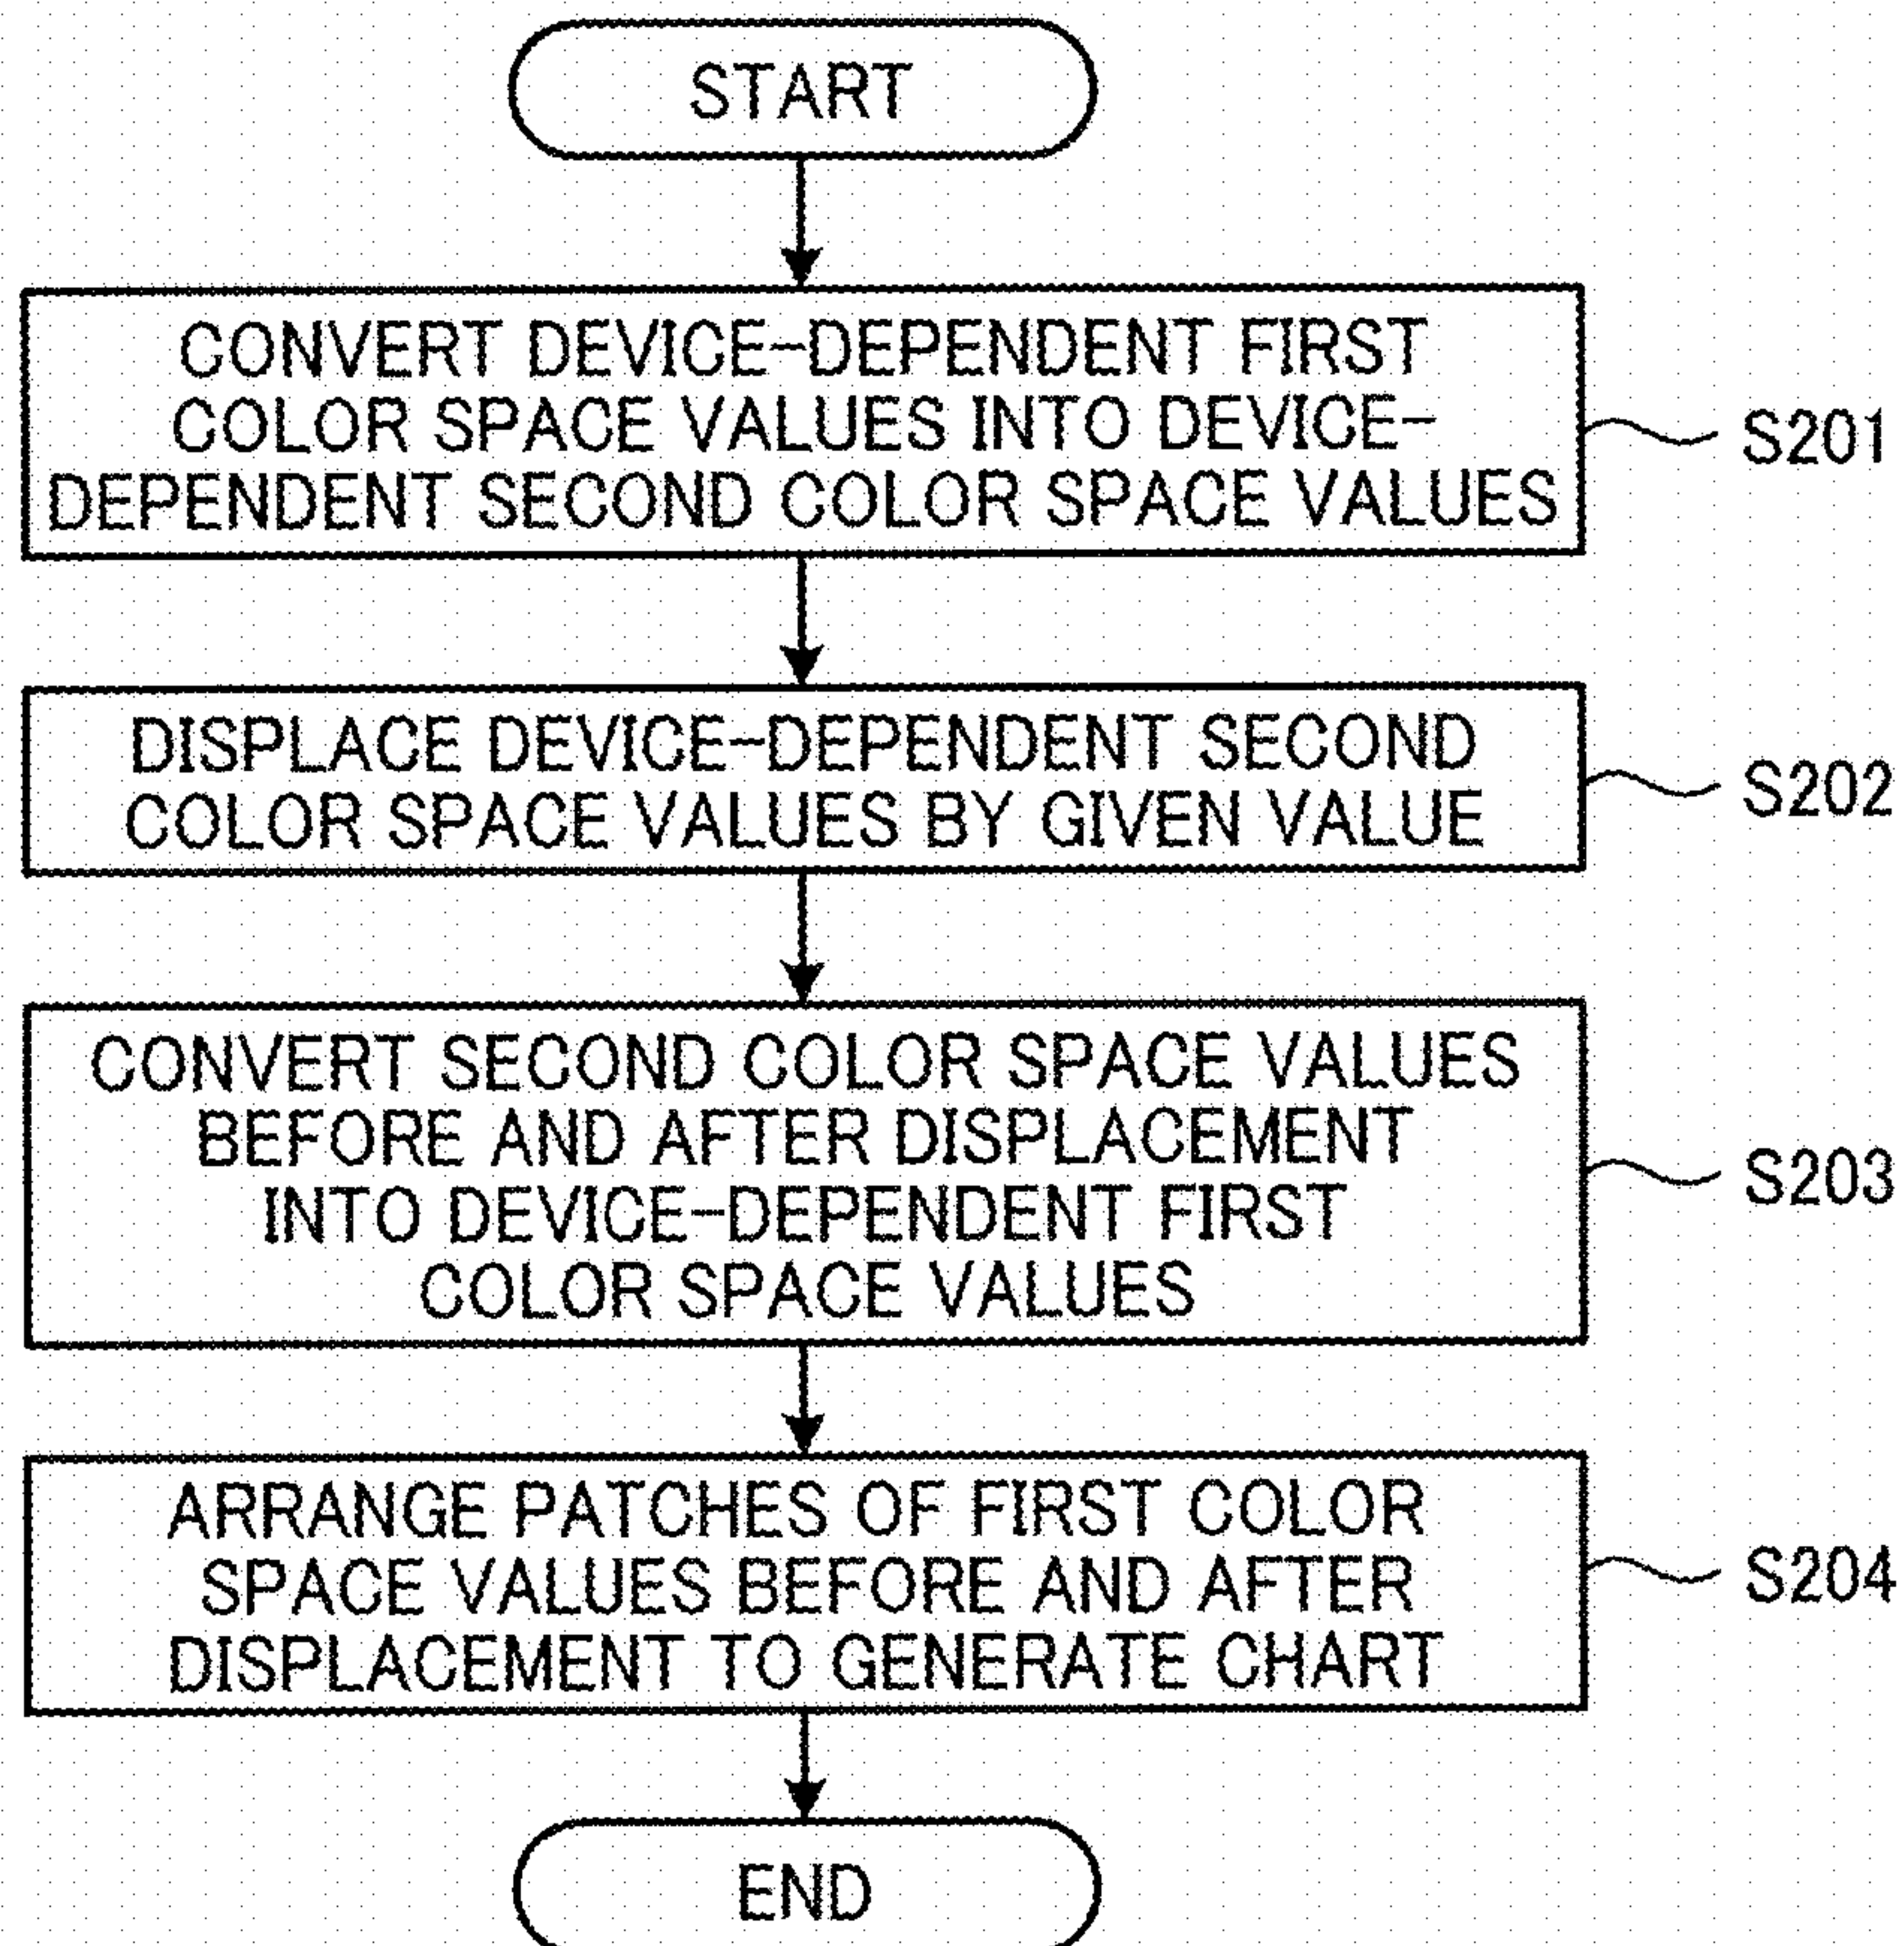 START
CONVERT DEVICE-DEPENDENT FIRST
COLOR SPACE VALUES INTO DEVICE-
DEPENDENT SECOND COLOR SPACE VALUES
S201
DISPLACE DEVICE-DEPENDENT SECOND
COLOR SPACE VALUES BY GIVEN VALUE
S202
CONVERT SECOND COLOR SPACE VALUES
BEFORE AND AFTER DISPLACEMENT
INTO DEVICE-DEPENDENT FIRST
COLOR SPACE VALUES
S203
ARRANGE PATCHES OF FIRST COLOR
SPACE VALUES BEFORE AND AFTER
DISPLACEMENT TO GENERATE CHART
S204
END